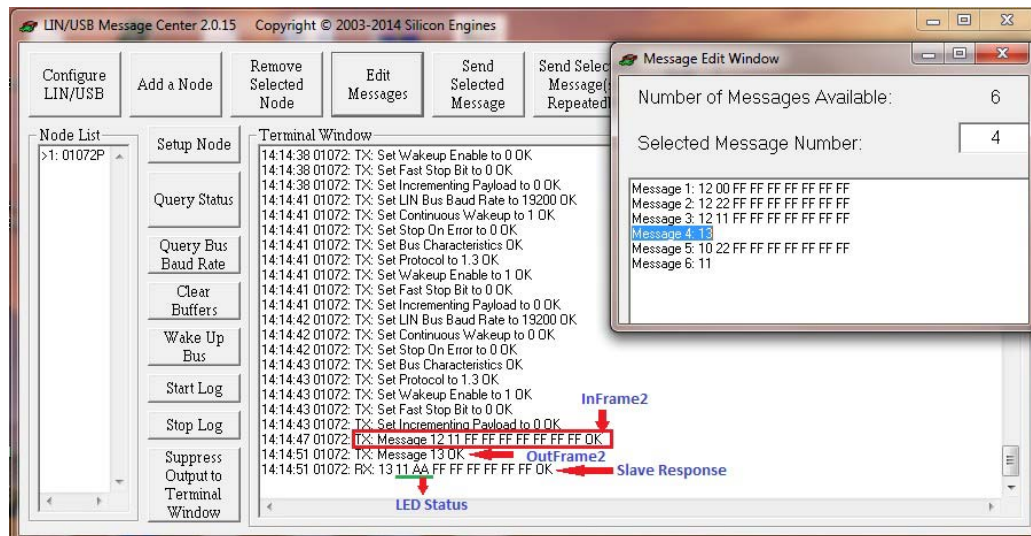 LIN/USB Message Center 2.0.15 Copyright © 2003-2014 Silicon Engines
Configure LIN/USB
Add a Node
Remove Selected Node
Edit Messages
Send Selected Message
Send Selec
Message(
Repeatedl
Node List
>1: 01072P
Setup Node
Query Status
Query Bus Baud Rate
Clear Buffers
Wake Up Bus
Start Log
Stop Log
Suppress Output to Terminal Window
Terminal Window
14:14:38 01072: TX: Set Wakeup Enable to 0 OK
14:14:38 01072: TX: Set Fast Stop Bit to 0 OK
14:14:38 01072: TX: Set Incrementing Payload to 0 OK
14:14:41 01072: TX: Set LIN Bus Baud Rate to 19200 OK
14:14:41 01072: TX: Set Continuous Wakeup to 1 OK
14:14:41 01072: TX: Set Stop On Error to 0 OK
14:14:41 01072: TX: Set Bus Characteristics OK
14:14:41 01072: TX: Set Protocol to 1.3 OK
14:14:41 01072: TX: Set Wakeup Enable to 1 OK
14:14:41 01072: TX: Set Fast Stop Bit to 0 OK
14:14:41 01072: TX: Set Incrementing Payload to 0 OK
14:14:42 01072: TX: Set LIN Bus Baud Rate to 19200 OK
14:14:42 01072: TX: Set Continuous Wakeup to 0 OK
14:14:42 01072: TX: Set Stop On Error to 0 OK
14:14:43 01072: TX: Set Bus Characteristics OK
14:14:43 01072: TX: Set Protocol to 1.3 OK
14:14:43 01072: TX: Set Wakeup Enable to 1 OK
14:14:43 01072: TX: Set Fast Stop Bit to 0 OK
14:14:43 01072: TX: Set Incrementing Payload to 0 OK
14:14:47 01072: TX: Message 12 11 FF FF FF FF FF FF FF OK
14:14:51 01072: TX: Message 13 OK
14:14:51 01072: RX: 13 11 AA FF FF FF FF FF FF OK
InFrame2
OutFrame2
Slave Response
LED Status
Message Edit Window
Number of Messages Available: 6
Selected Message Number: 4
Message 1: 12 00 FF FF FF FF FF FF FF
Message 2: 12 22 FF FF FF FF FF FF FF
Message 3: 12 11 FF FF FF FF FF FF FF
Message 4: 13
Message 5: 10 22 FF FF FF FF FF FF FF
Message 6: 11